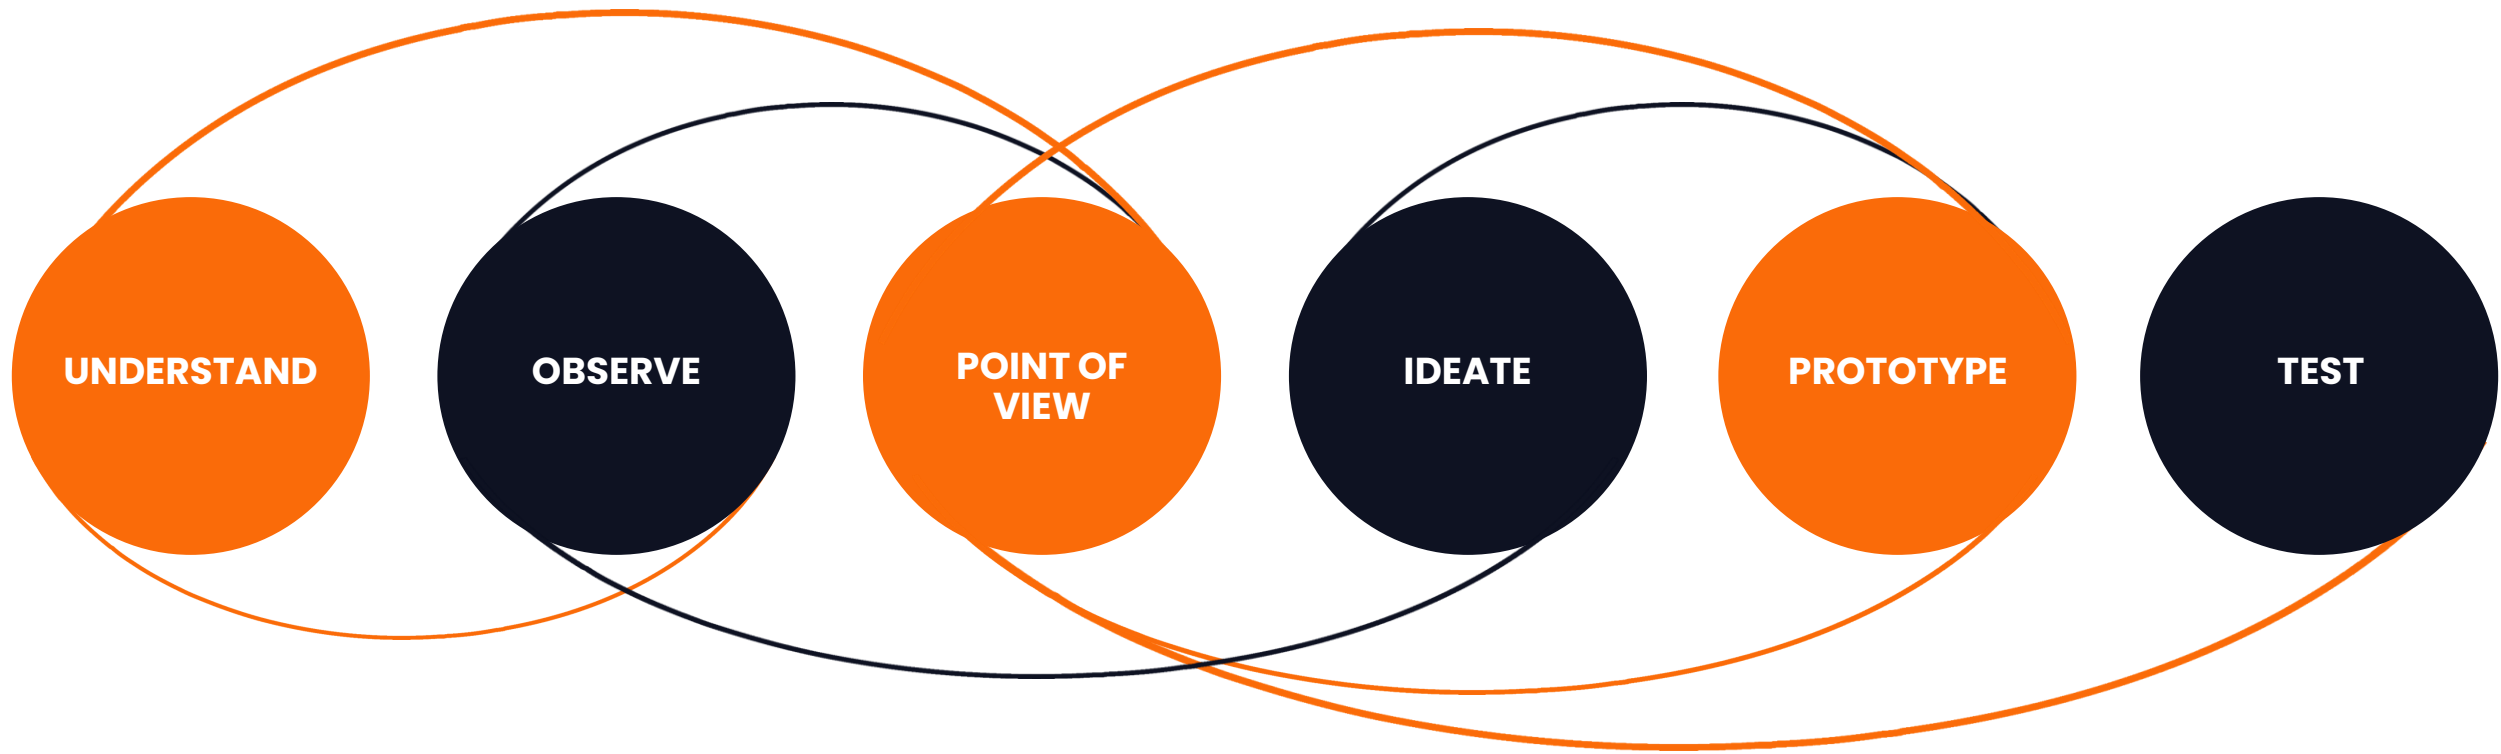 UNDERSTAND
OBSERVE
POINT OF
VIEW
IDEATE
PROTOTYPE
TEST